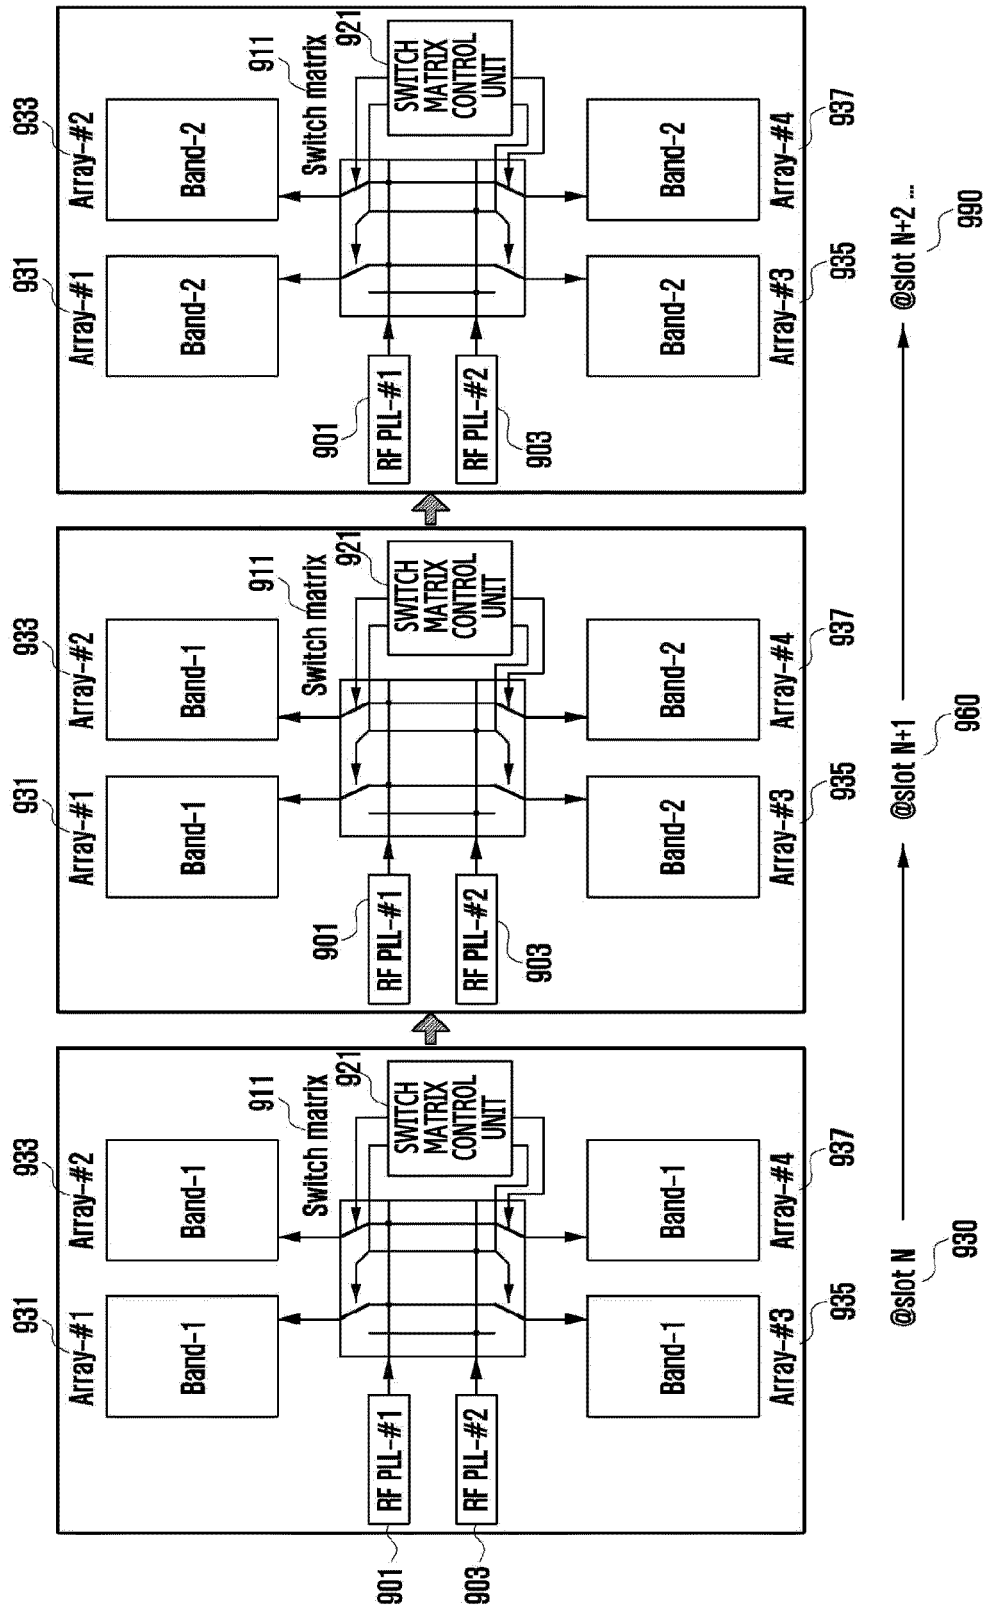 901
RF PLL-#1
903
RF PLL-#2
931
Array-#1
Band-1
933
Array-#2
Band-1
911
Switch matrix
921
SWITCH
MATRIX
CONTROL
UNIT
Band-1
Array-#3
935
Band-1
Array-#4
937
@slot N
930
901
RF PLL-#1
903
RF PLL-#2
931
Array-#1
Band-1
933
Array-#2
Band-1
911
Switch matrix
921
SWITCH
MATRIX
CONTROL
UNIT
Band-2
Array-#3
935
Band-2
Array-#4
937
@slot N+1
960
901
RF PLL-#1
903
RF PLL-#2
931
Array-#1
Band-2
933
Array-#2
Band-2
911
Switch matrix
921
SWITCH
MATRIX
CONTROL
UNIT
Band-2
Array-#3
935
Band-2
Array-#4
937
@slot N+2 ...
990